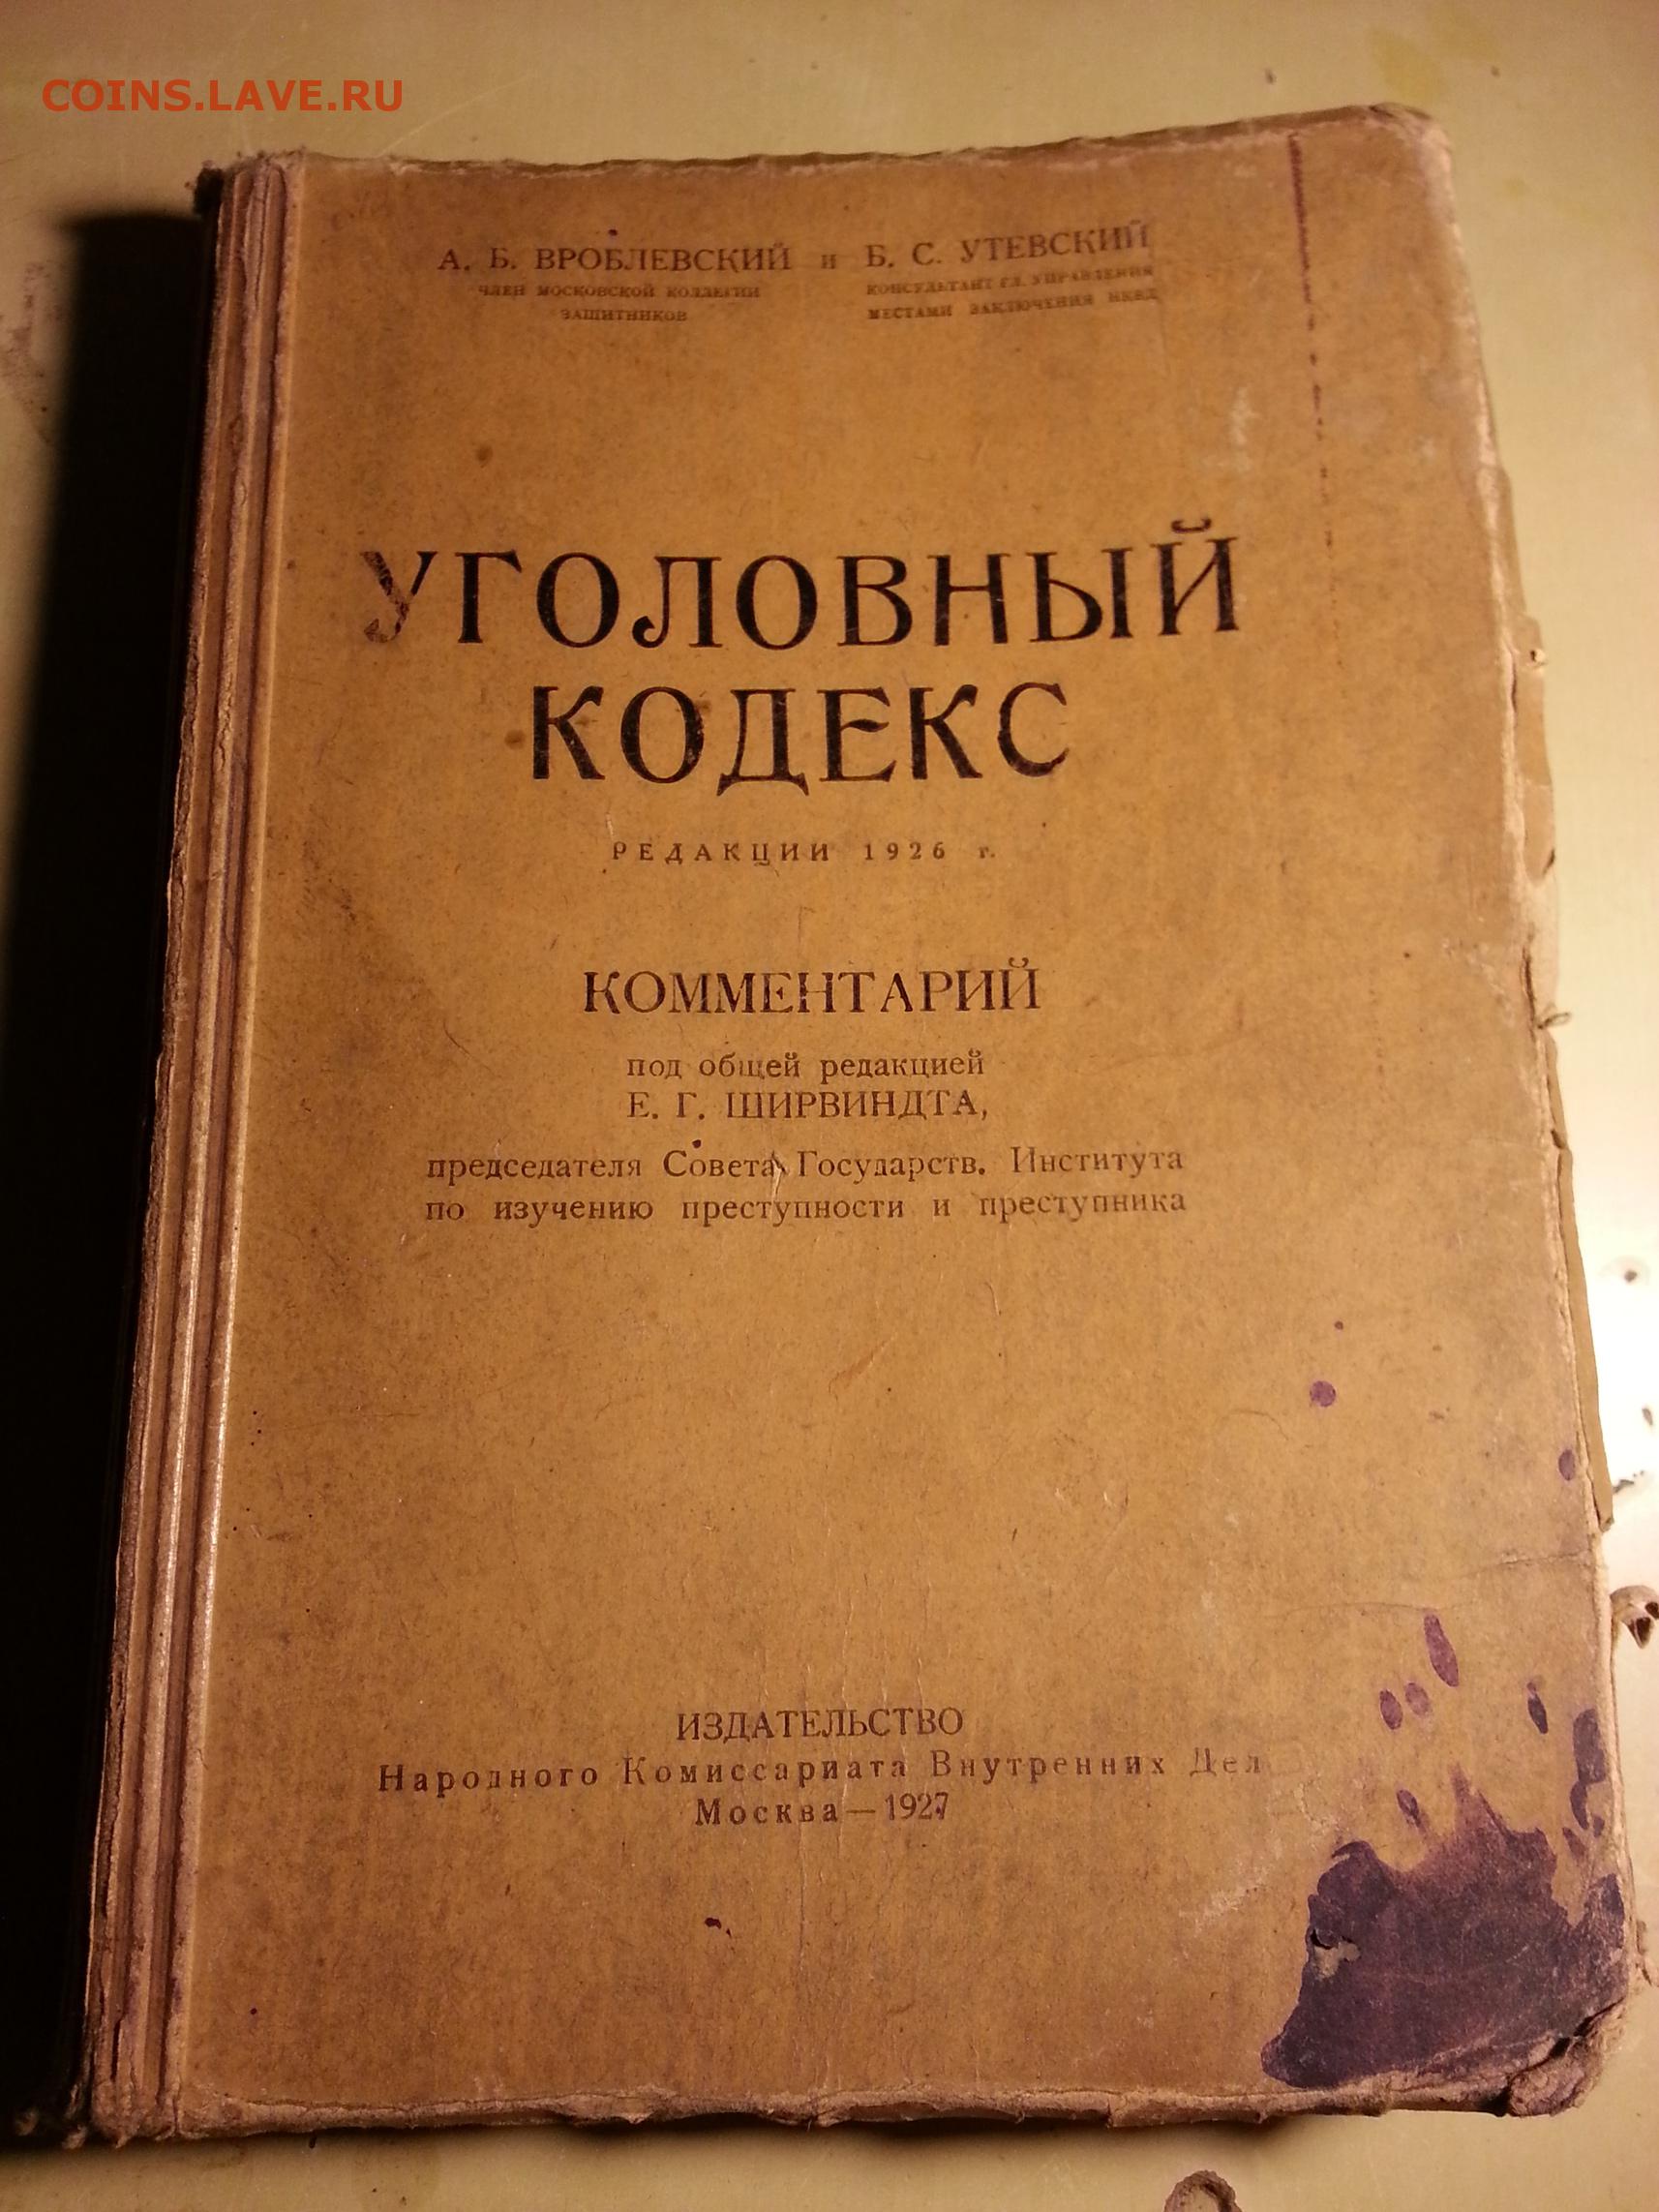 COINS.LAVE.RU
А. Б. ВРОБЛЕВСКИЙ и Б. С. УТЕВСКИЙ
ЧЛЕН МОСКОВСКОЙ КОЛЛЕГИИ
ЗАЩИТНИКОВ
КОНСУЛЬТАНТ ГЛ. УПРАВЛЕНИЯ
МЕСТАМИ ЗАКЛЮЧЕНИЯ НКВД
УГОЛОВНЫЙ
КОДЕКС
РЕДАКЦИИ 1926 г.
КОММЕНТАРИЙ
под общей редакцией
Е. Г. ШИРВИНДТА,
председателя Совета Государств. Института
по изучению преступности и преступника
ИЗДАТЕЛЬСТВО
Народного Комиссариата Внутренних Дел
Москва—1927